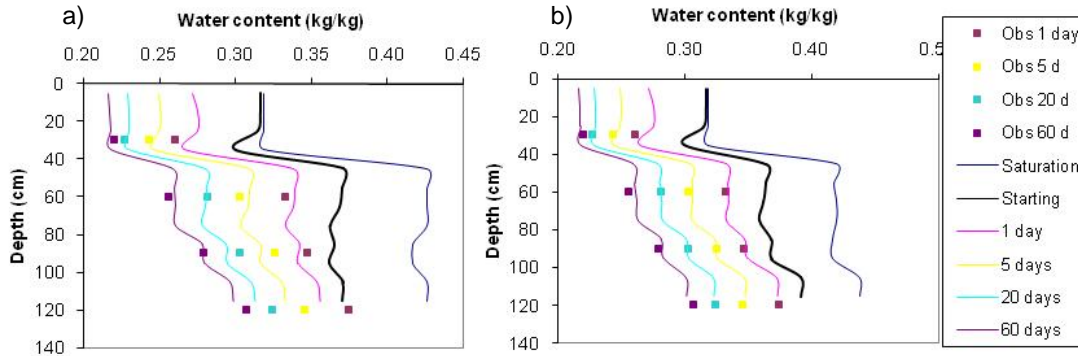 a)
Water content (kg/kg)
0.20 0.25 0.30 0.35 0.40 0.45
0
20
40
60
80
100
120
140
Depth (cm)
b)
Water content (kg/kg)
0.20 0.30 0.40 0.5
0
20
40
60
80
100
120
140
Depth (cm)
Obs 1 day
Obs 5 d
Obs 20 d
Obs 60 d
Saturation
Starting
1 day
5 days
20 days
60 days